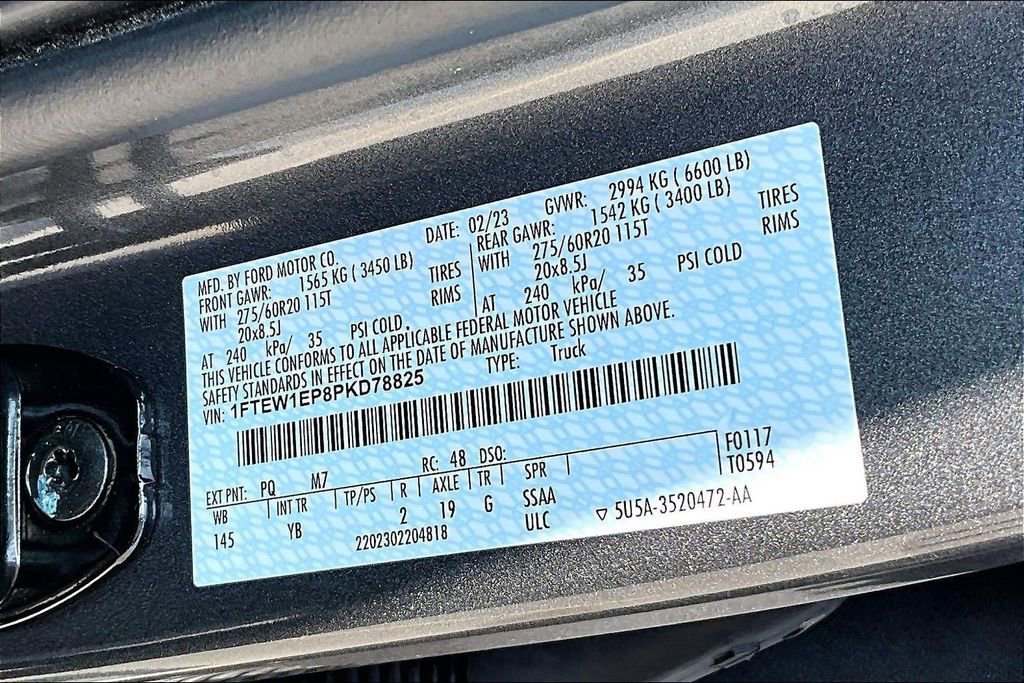 MFD. BY FORD MOTOR CO.
DATE: 02/23 GVWR: 2994 KG ( 6600 LB)
FRONT GAWR: 1565 KG ( 3450 LB)
REAR GAWR: 1542 KG ( 3400 LB)
WITH 275/60R20 115T TIRES
WITH 275/60R20 115T TIRES
20x8.5J RIMS
20x8.5J RIMS
AT 240 kPa/ 35 PSI COLD
AT 240 kPa/ 35 PSI COLD
THIS VEHICLE CONFORMS TO ALL APPLICABLE FEDERAL MOTOR VEHICLE
SAFETY STANDARDS IN EFFECT ON THE DATE OF MANUFACTURE SHOWN ABOVE.
VIN: 1FTEW1EP8PKD78825 TYPE: Truck
EXT PNT: PQ M7 RC: 48 DSO: F0117
WB INT TR TP/PS R AXLE TR SPR T0594
145 YB 2 19 G SSAA
2202302204818 ULC ▽ 5U5A-3520472-AA